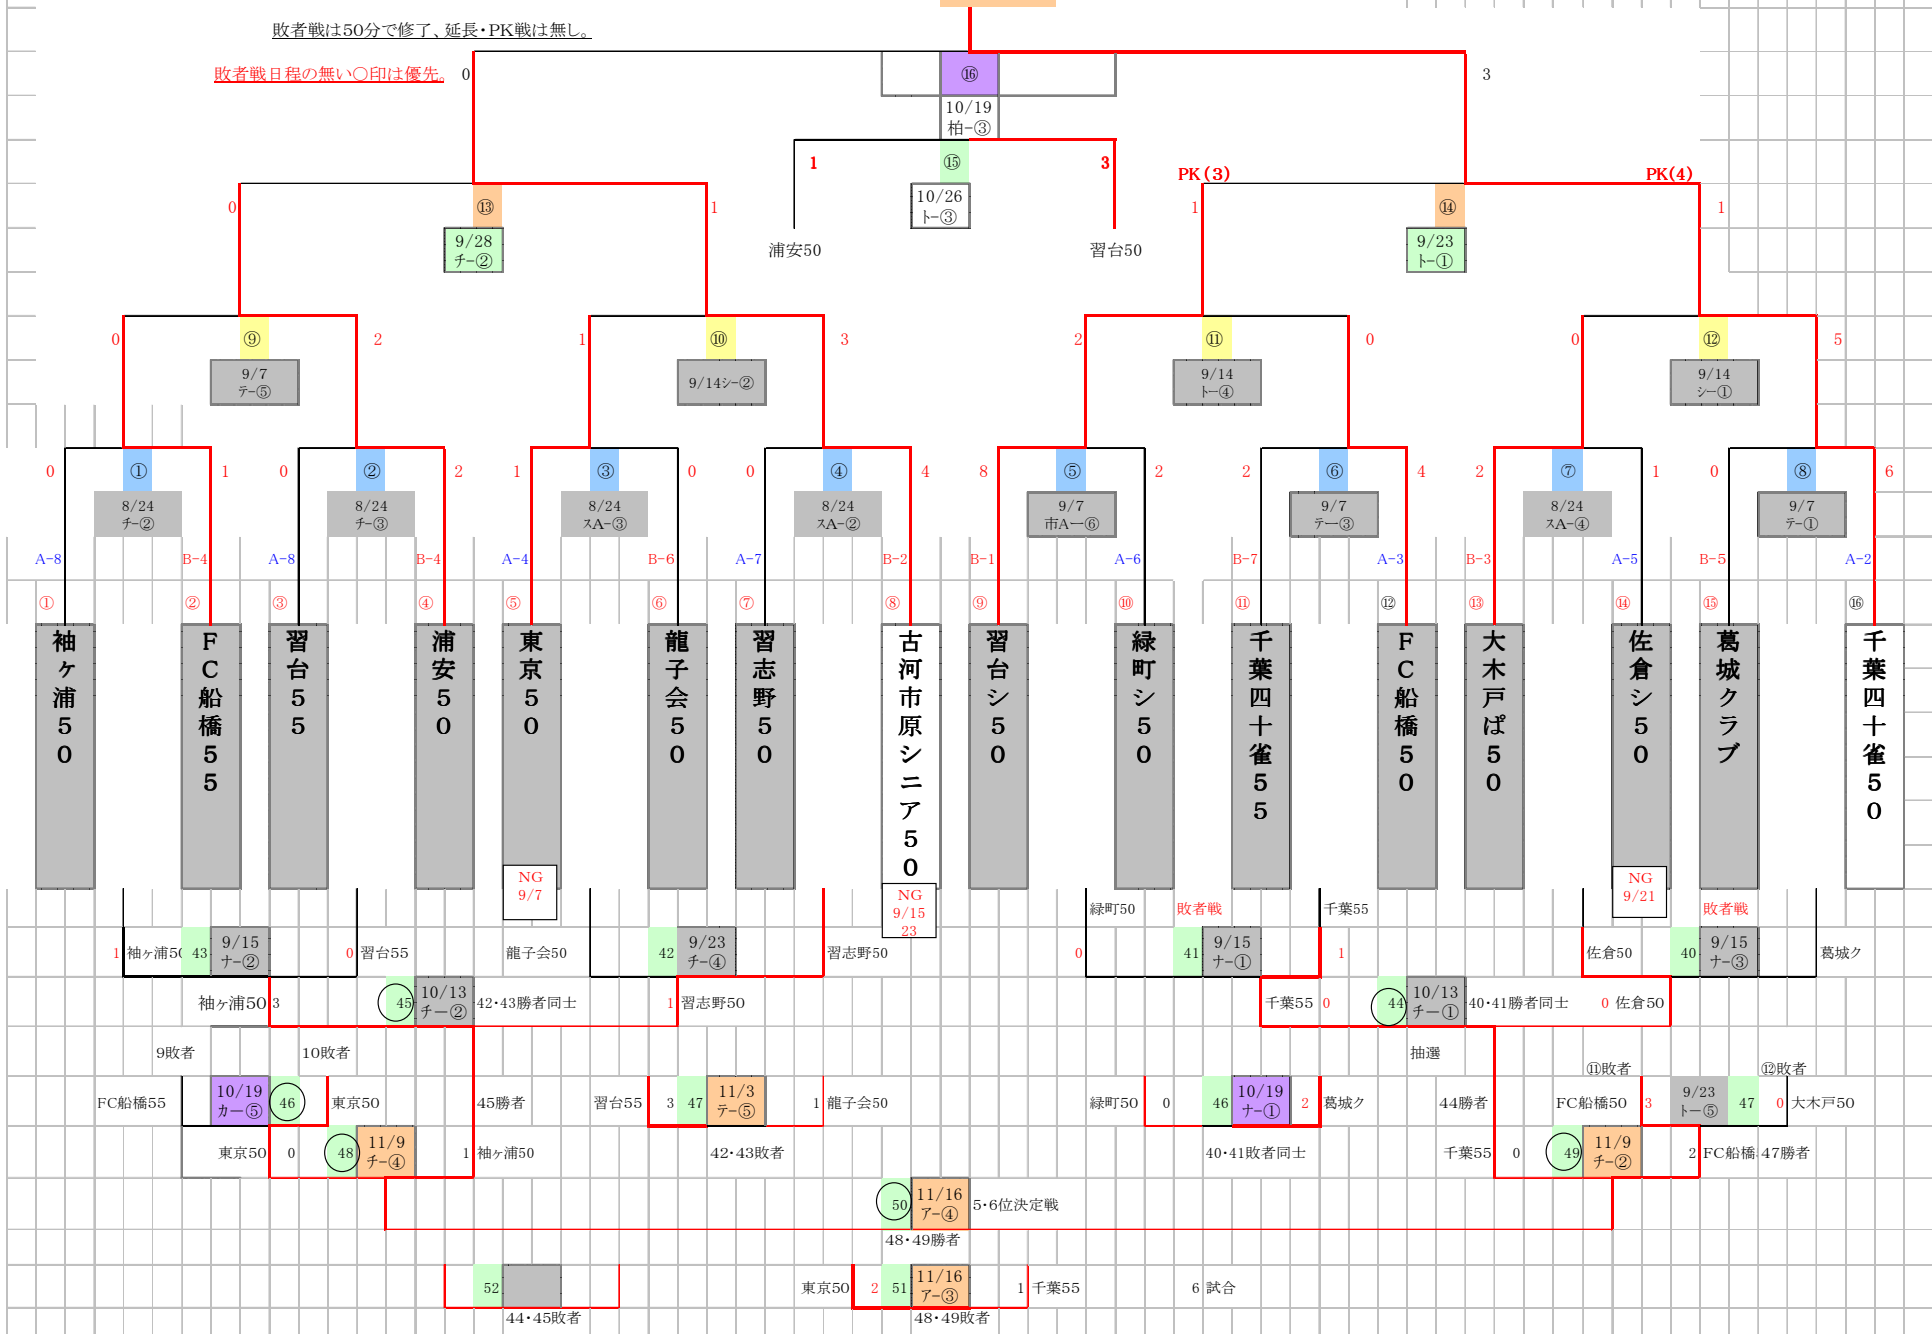 敗者戦は50分で修了、延長・PK戦は無し。
敗者戦日程の無い〇印は優先。
0 ⑯ 3
10/19
柏-③
1 ⑮ 3
10/26
ト-③
浦安50 習台50
PK(3) PK(4)
0 ⑬ 1 1 ⑭ 1
9/28 9/23
チ-② ト-①
0 ⑨ 2 1 ⑩ 3 2 ⑪ 0 0 ⑫ 5
9/7 9/14シ-② 9/14 9/14
テ-⑤ ト-④ シ-①
0 ① 1 0 ② 2 1 ③ 0 0 ④ 4 8 ⑤ 2 2 ⑥ 4 2 ⑦ 1 0 ⑧ 6
8/24 8/24 8/24 8/24 9/7 9/7 8/24 9/7
チ-② チ-③ スA-③ スA-② 市A-⑥ テ-③ スA-④ テ-①
A-8 B-4 A-8 B-4 A-4 B-6 A-7 B-2 B-1 A-6 B-7 A-3 B-3 A-5 B-5 A-2
① ② ③ ④ ⑤ ⑥ ⑦ ⑧ ⑨ ⑩ ⑪ ⑫ ⑬ ⑭ ⑮ ⑯
袖ヶ浦50
FC船橋55
習台55
浦安50
東京50
龍子会50
習志野50
古河市原シニア50
習台シ50
緑町シ50
千葉四十雀55
FC船橋50
大木戸ぱ50
佐倉シ50
葛城クラブ
千葉四十雀50
NG
9/7
NG
9/15
23
NG
9/21
緑町50 敗者戦 千葉55 敗者戦
1 袖ヶ浦50 43 9/15 0 習台55 龍子会50 42 9/23 習志野50 0 41 9/15 1 佐倉50 40 9/15 葛城ク
ナ-② チ-④ ナ-① ナ-③
袖ヶ浦50 3 45 10/13 42・43勝者同士 1 習志野50 千葉55 0 44 10/13 40・41勝者同士 0 佐倉50
チ-② チ-①
9敗者 10敗者 抽選 ⑪敗者 ⑫敗者
FC船橋55 10/19 46 東京50 45勝者 習台55 3 47 11/3 1 龍子会50 緑町50 0 46 10/19 2 葛城ク 44勝者 FC船橋50 3 9/23 47 0 大木戸50
カ-⑤ テ-⑤ ナ-① ト-⑤
東京50 0 48 11/9 1 袖ヶ浦50 42・43敗者 40・41敗者同士 千葉55 0 49 11/9 2 FC船橋 47勝者
チ-④ チ-②
50 11/16 5・6位決定戦
ア-④
48・49勝者
52 東京50 2 51 11/16 1 千葉55 6 試合
ア-③
44・45敗者 48・49敗者